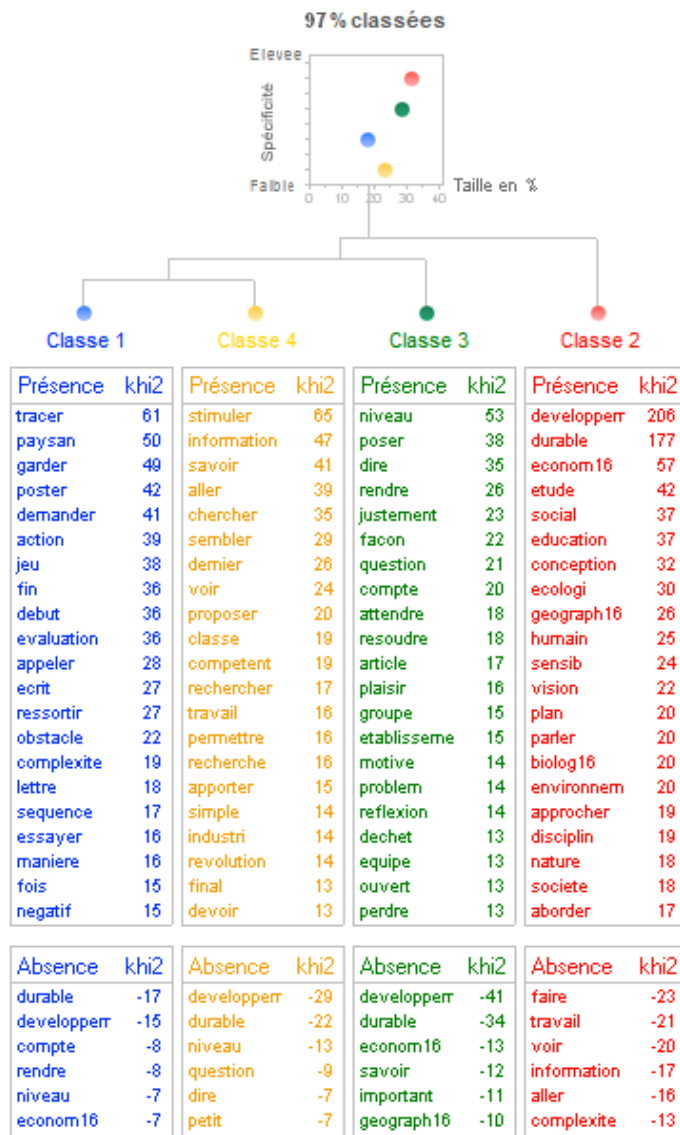 97% classées
Elevée
Spécificité
Faible
0 10 20 30 40
Taille en %
Classe 1 Classe 4 Classe 3 Classe 2
Présence khi2 Présence khi2 Présence khi2 Présence khi2
tracer 61 stimuler 65 niveau 53 developperr 206
paysan 50 information 47 poser 38 durable 177
garder 49 savoir 41 dire 35 econom16 57
poster 42 aller 39 rendre 26 etude 42
demander 41 chercher 35 justement 23 social 37
action 39 sembler 29 facon 22 education 37
jeu 38 dernier 26 question 21 conception 32
fin 36 voir 24 compte 20 ecologi 30
debut 36 proposer 20 attendre 18 geograph16 26
evaluation 36 classe 19 resoudre 18 humain 25
appeler 28 competent 19 article 17 sensib 24
ecrit 27 rechercher 17 plaisir 16 vision 22
ressortir 27 travail 16 groupe 15 plan 20
obstacle 22 permettre 16 etablisseme 15 parler 20
complexite 19 recherche 16 motive 14 biolog16 20
lettre 18 apporter 15 problem 14 environnem 20
sequence 17 simple 14 reflexion 14 approcher 19
essayer 16 industri 14 dechet 13 disciplin 19
maniere 16 revolution 14 equipe 13 nature 18
fois 15 final 13 ouvert 13 societe 18
negatif 15 devoir 13 perdre 13 aborder 17
Absence khi2 Absence khi2 Absence khi2 Absence khi2
durable -17 developperr -29 developperr -41 faire -23
developperr -15 durable -22 durable -34 travail -21
compte -8 niveau -13 econom16 -13 voir -20
rendre -8 question -9 savoir -12 information -17
niveau -7 dire -7 important -11 aller -16
econom16 -7 petit -7 geograph16 -10 complexite -13